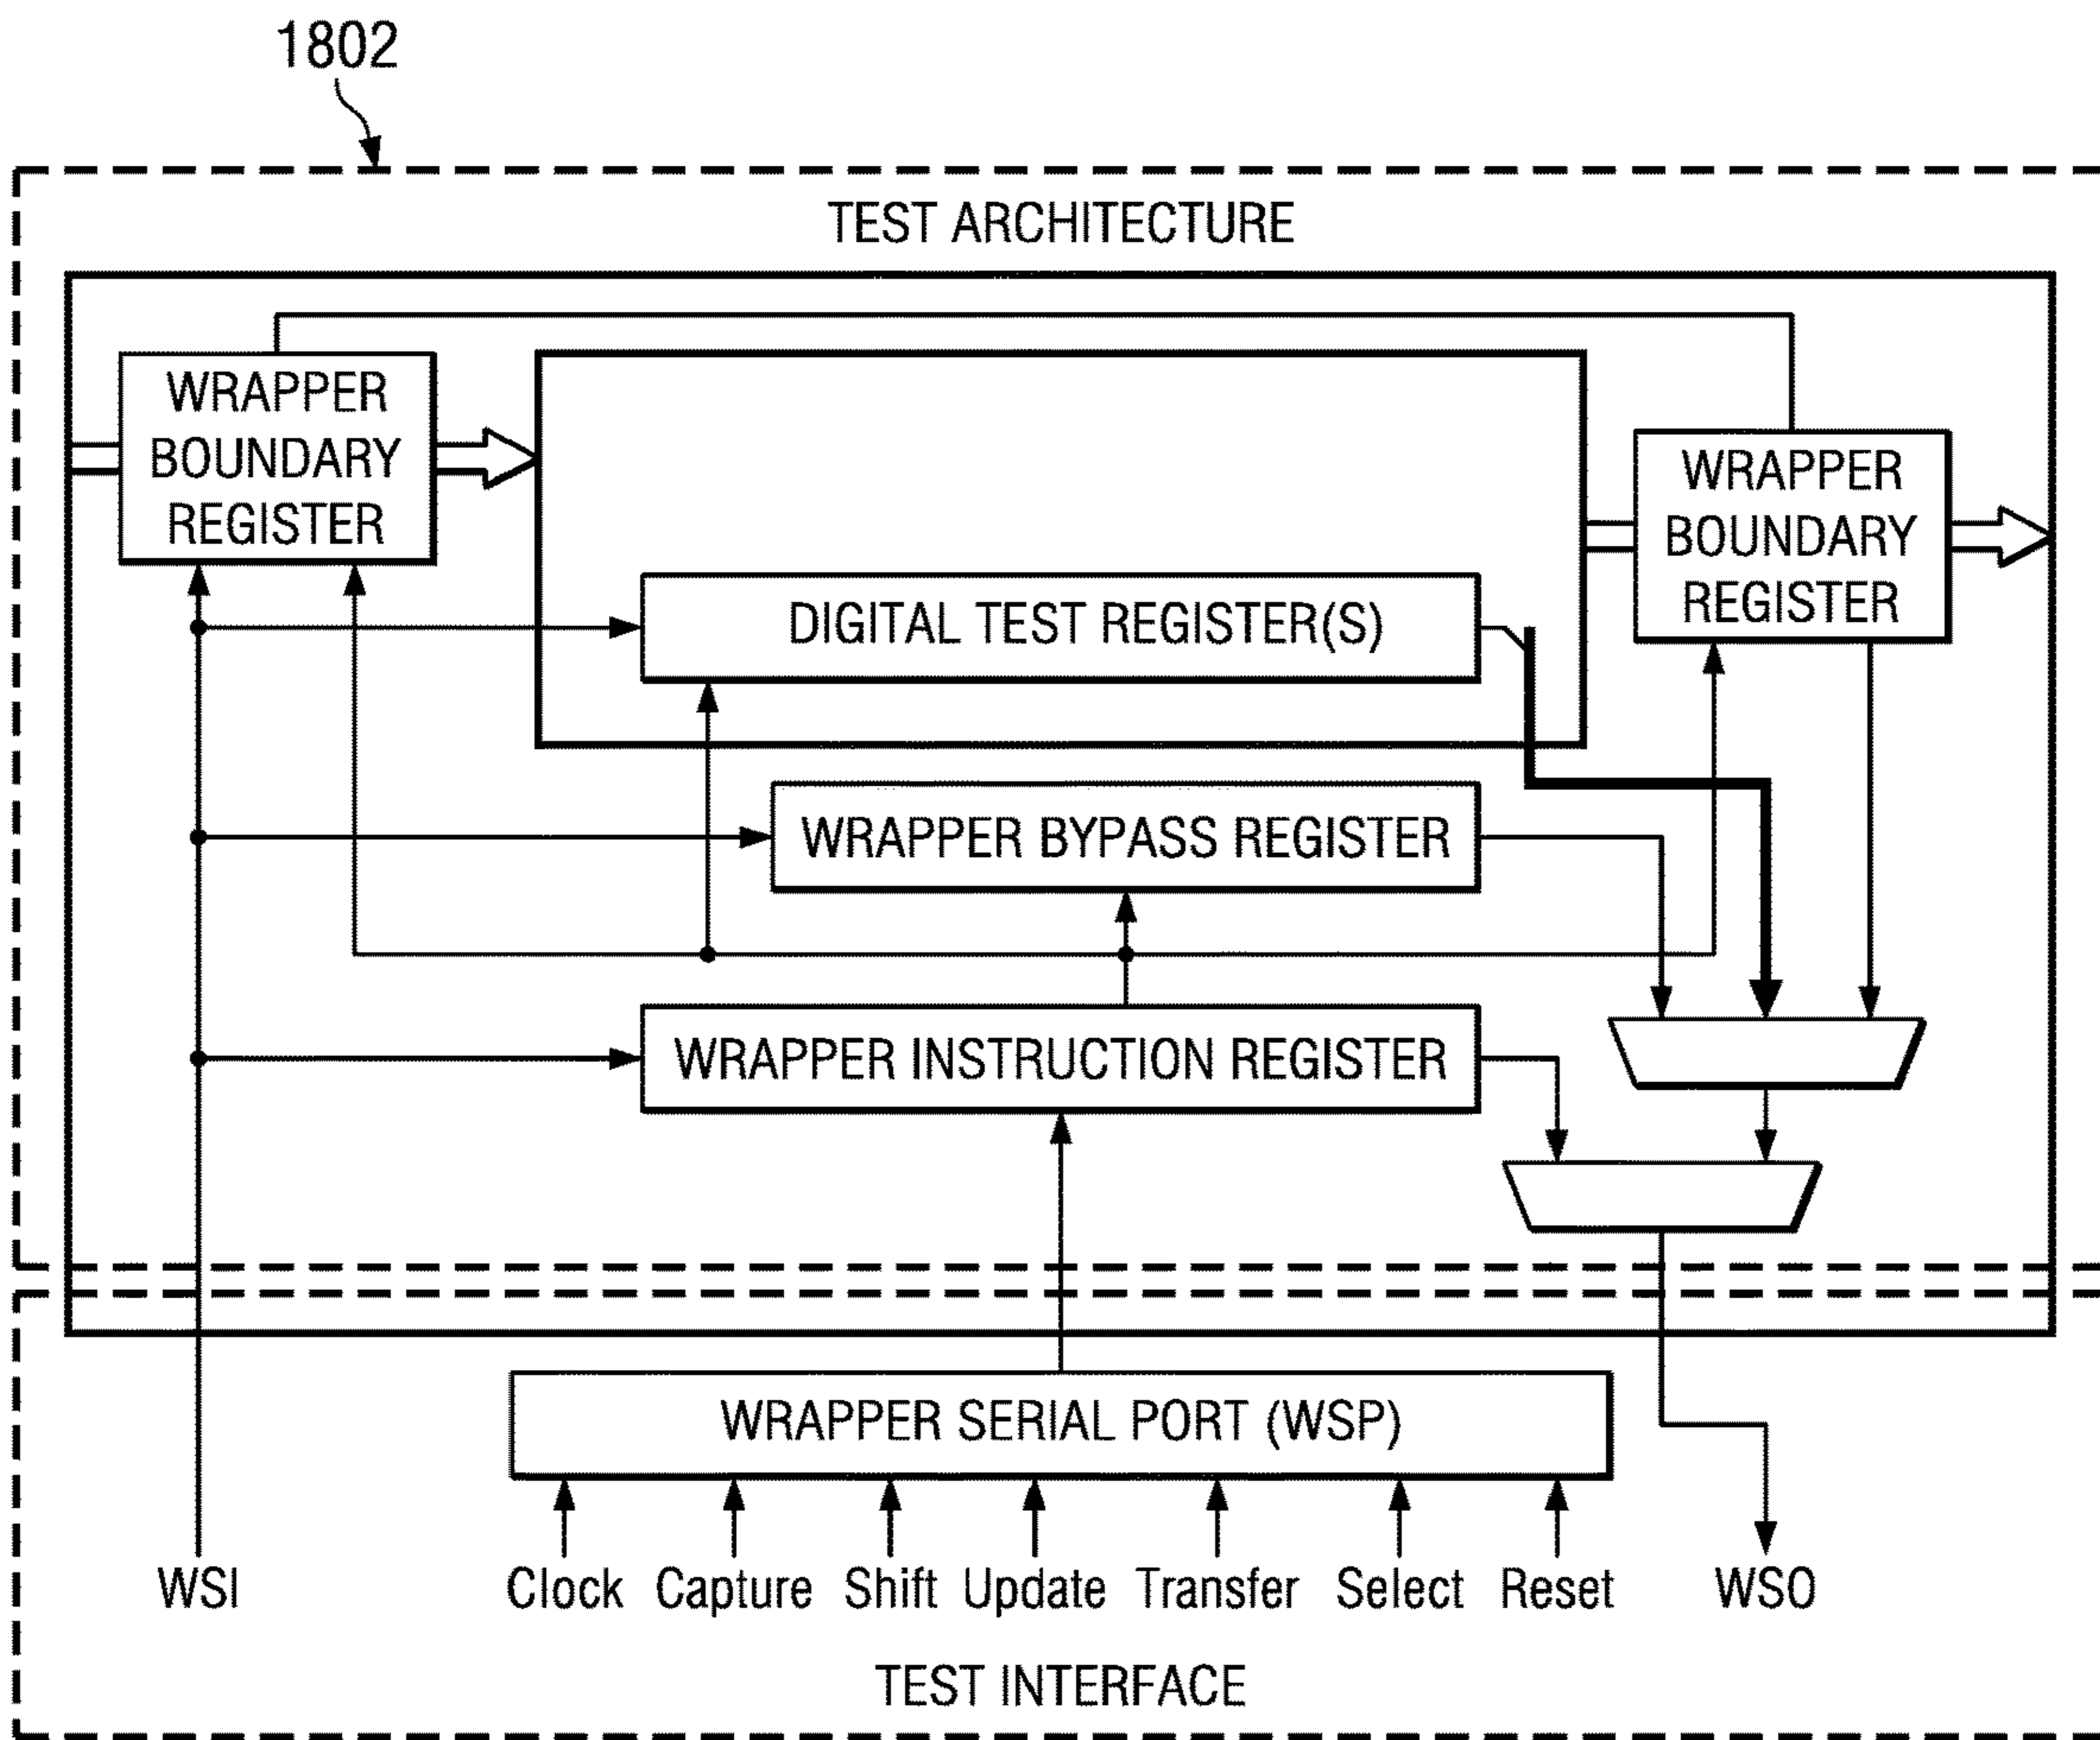 1802
TEST ARCHITECTURE
WRAPPER
BOUNDARY
REGISTER
WRAPPER
BOUNDARY
REGISTER
DIGITAL TEST REGISTER(S)
WRAPPER BYPASS REGISTER
WRAPPER INSTRUCTION REGISTER
WRAPPER SERIAL PORT (WSP)
WSI Clock Capture Shift Update Transfer Select Reset WSO
TEST INTERFACE